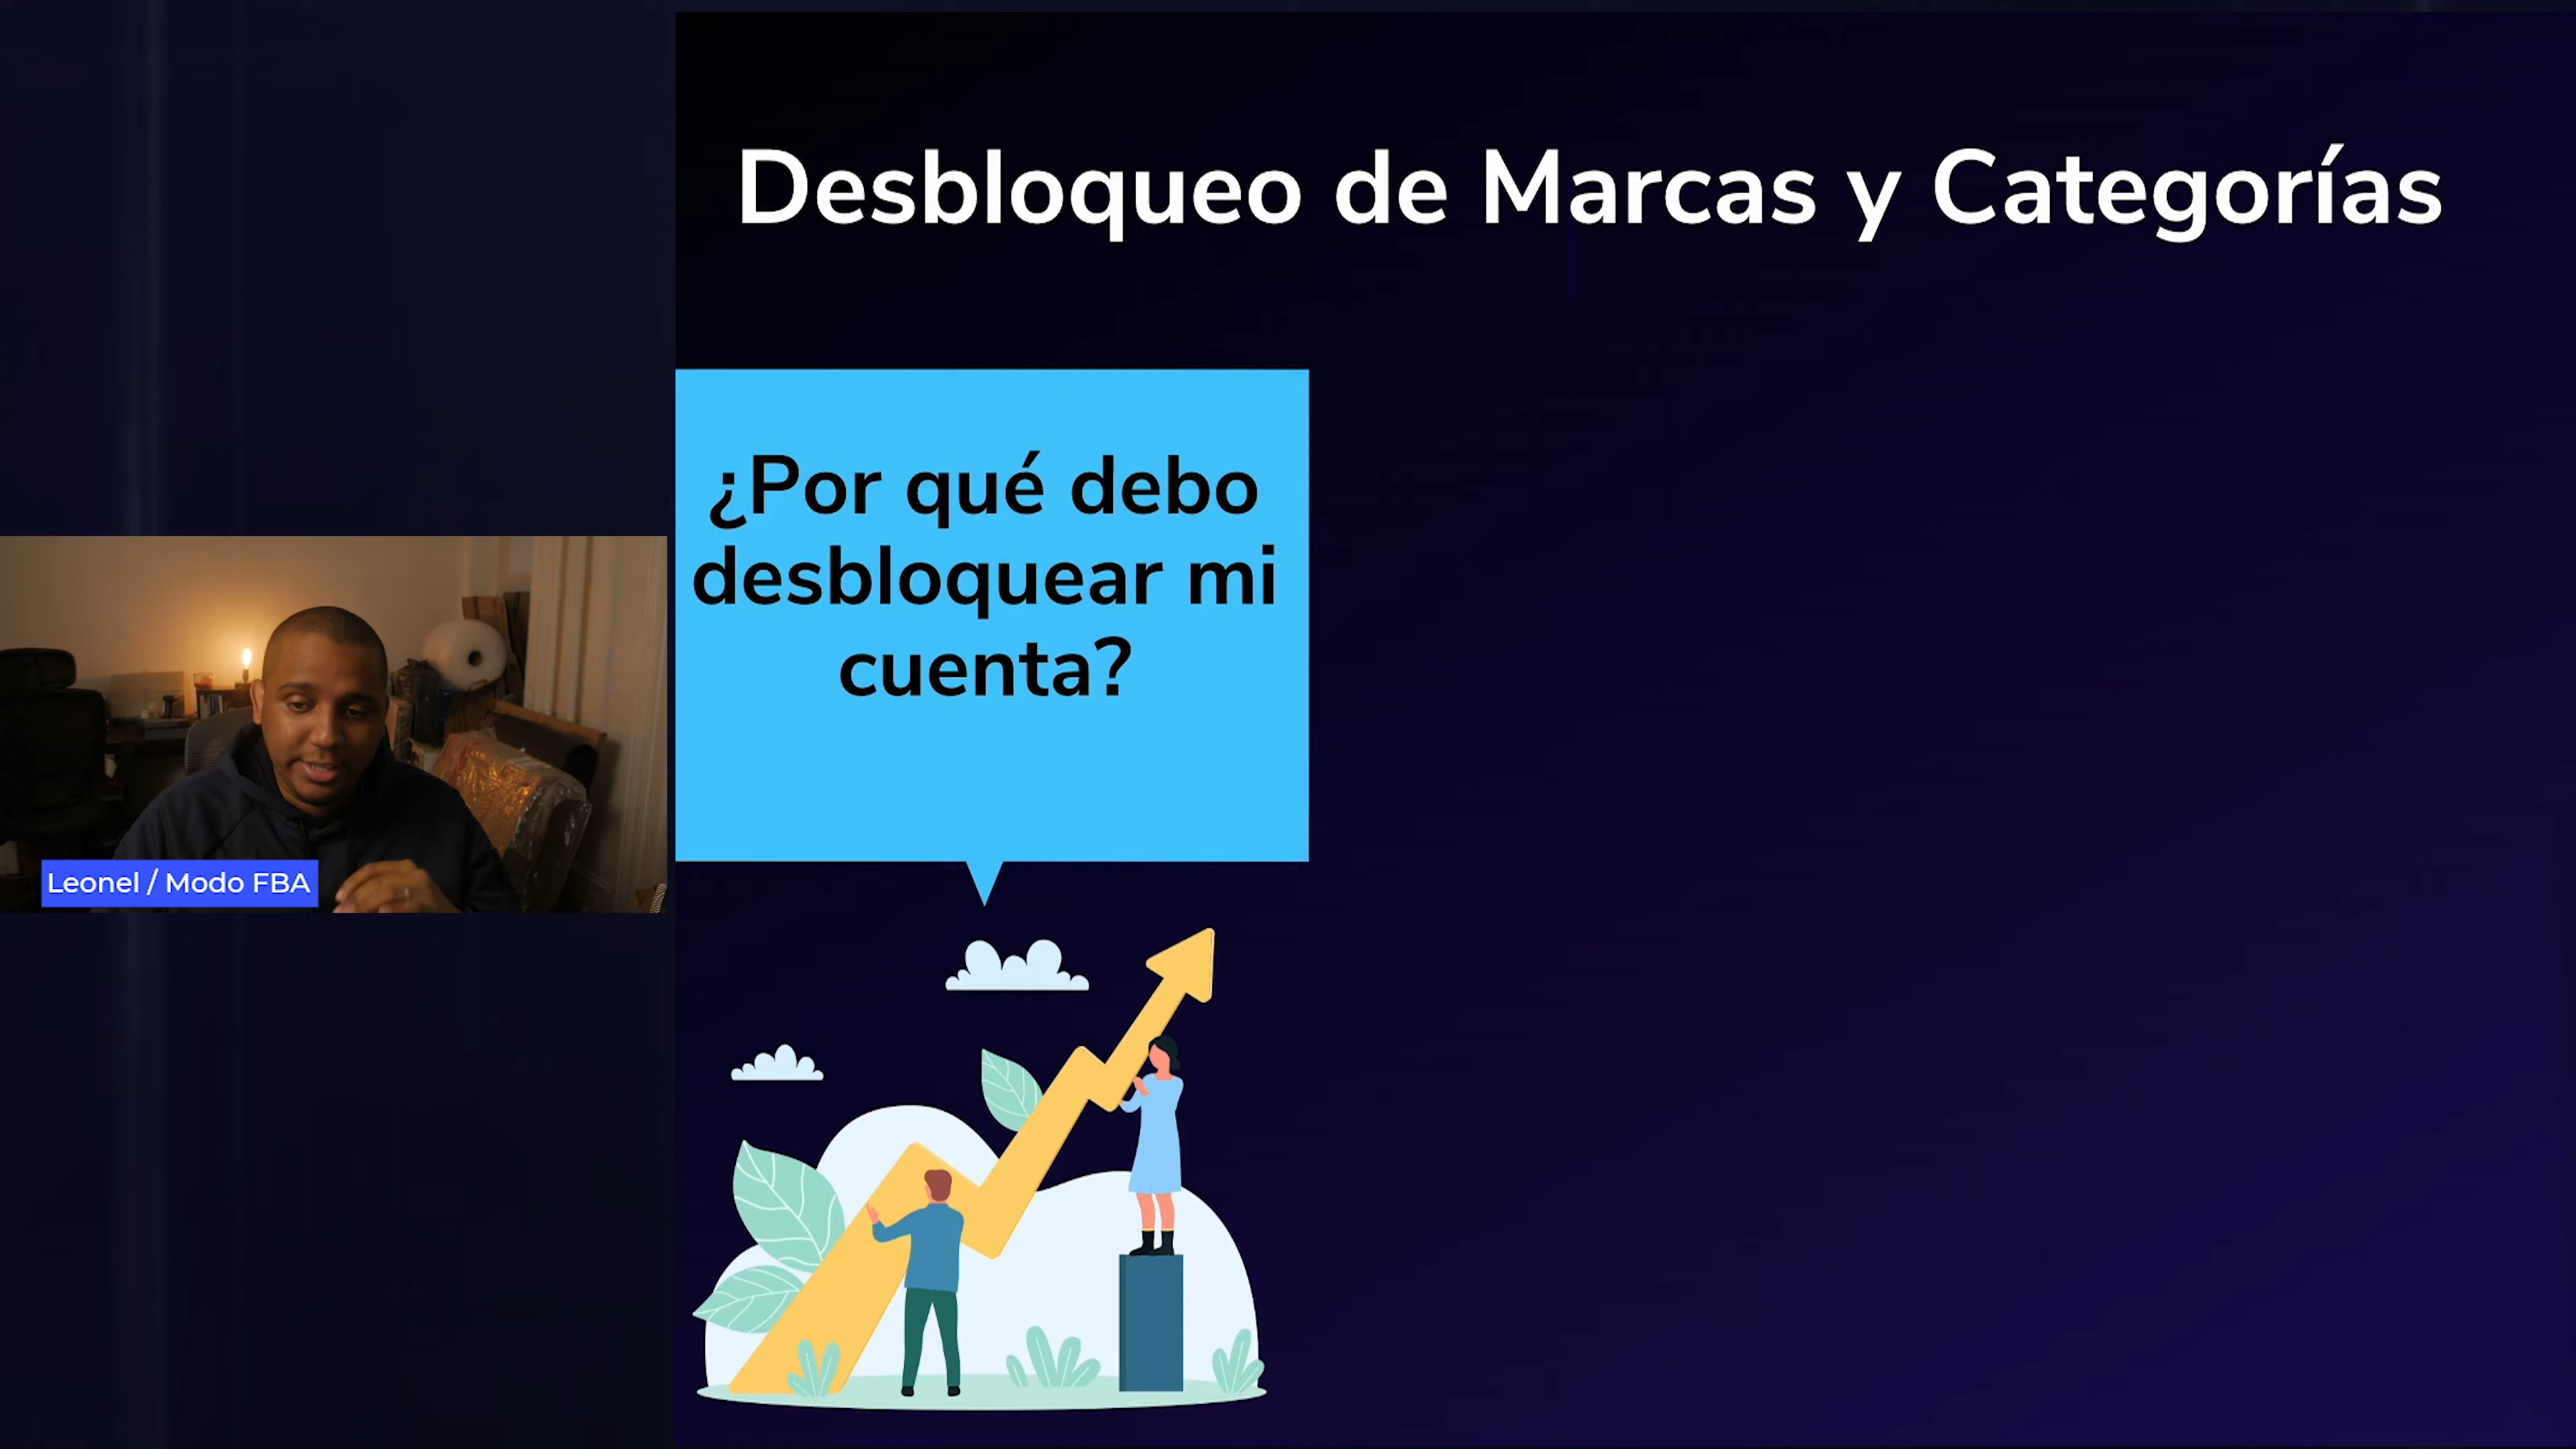 Desbloqueo de Marcas y Categorías
¿Por qué debo
desbloquear mi
cuenta?
Leonel / Modo FBA